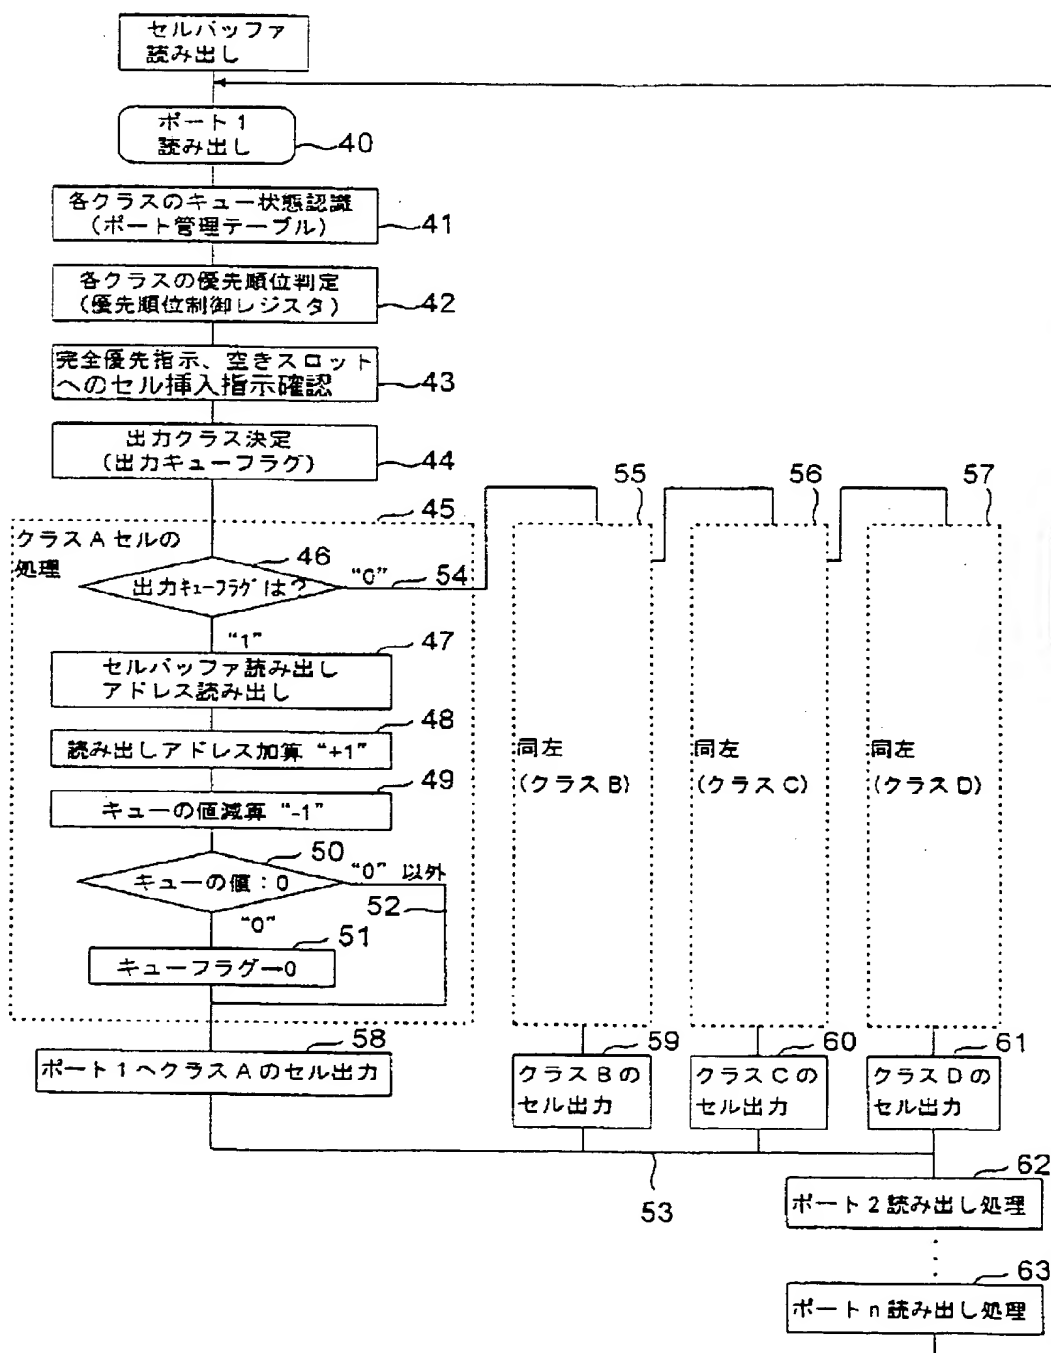 セルバッファ
読み出し
ポート1
読み出し
40
各クラスのキュー状態認識
(ポート管理テーブル)
41
各クラスの優先順位判定
(優先順位制御レジスタ)
42
完全優先指示、空きスロット
へのセル挿入指示確認
43
出力クラス決定
(出力キューフラグ)
44
45
クラスAセルの
処理
46
出力キューフラグは?
“0”
54
“1”
47
セルバッファ読み出し
アドレス読み出し
48
読み出しアドレス加算 “+1”
49
キューの値減算 “-1”
50
キューの値:0
“0” 以外
52
“0”
51
キューフラグ→0
58
ポート1へクラスAのセル出力
55
同左
(クラスB)
59
クラスBの
セル出力
56
同左
(クラスC)
60
クラスCの
セル出力
57
同左
(クラスD)
61
クラスDの
セル出力
53
62
ポート2読み出し処理
63
ポートn読み出し処理